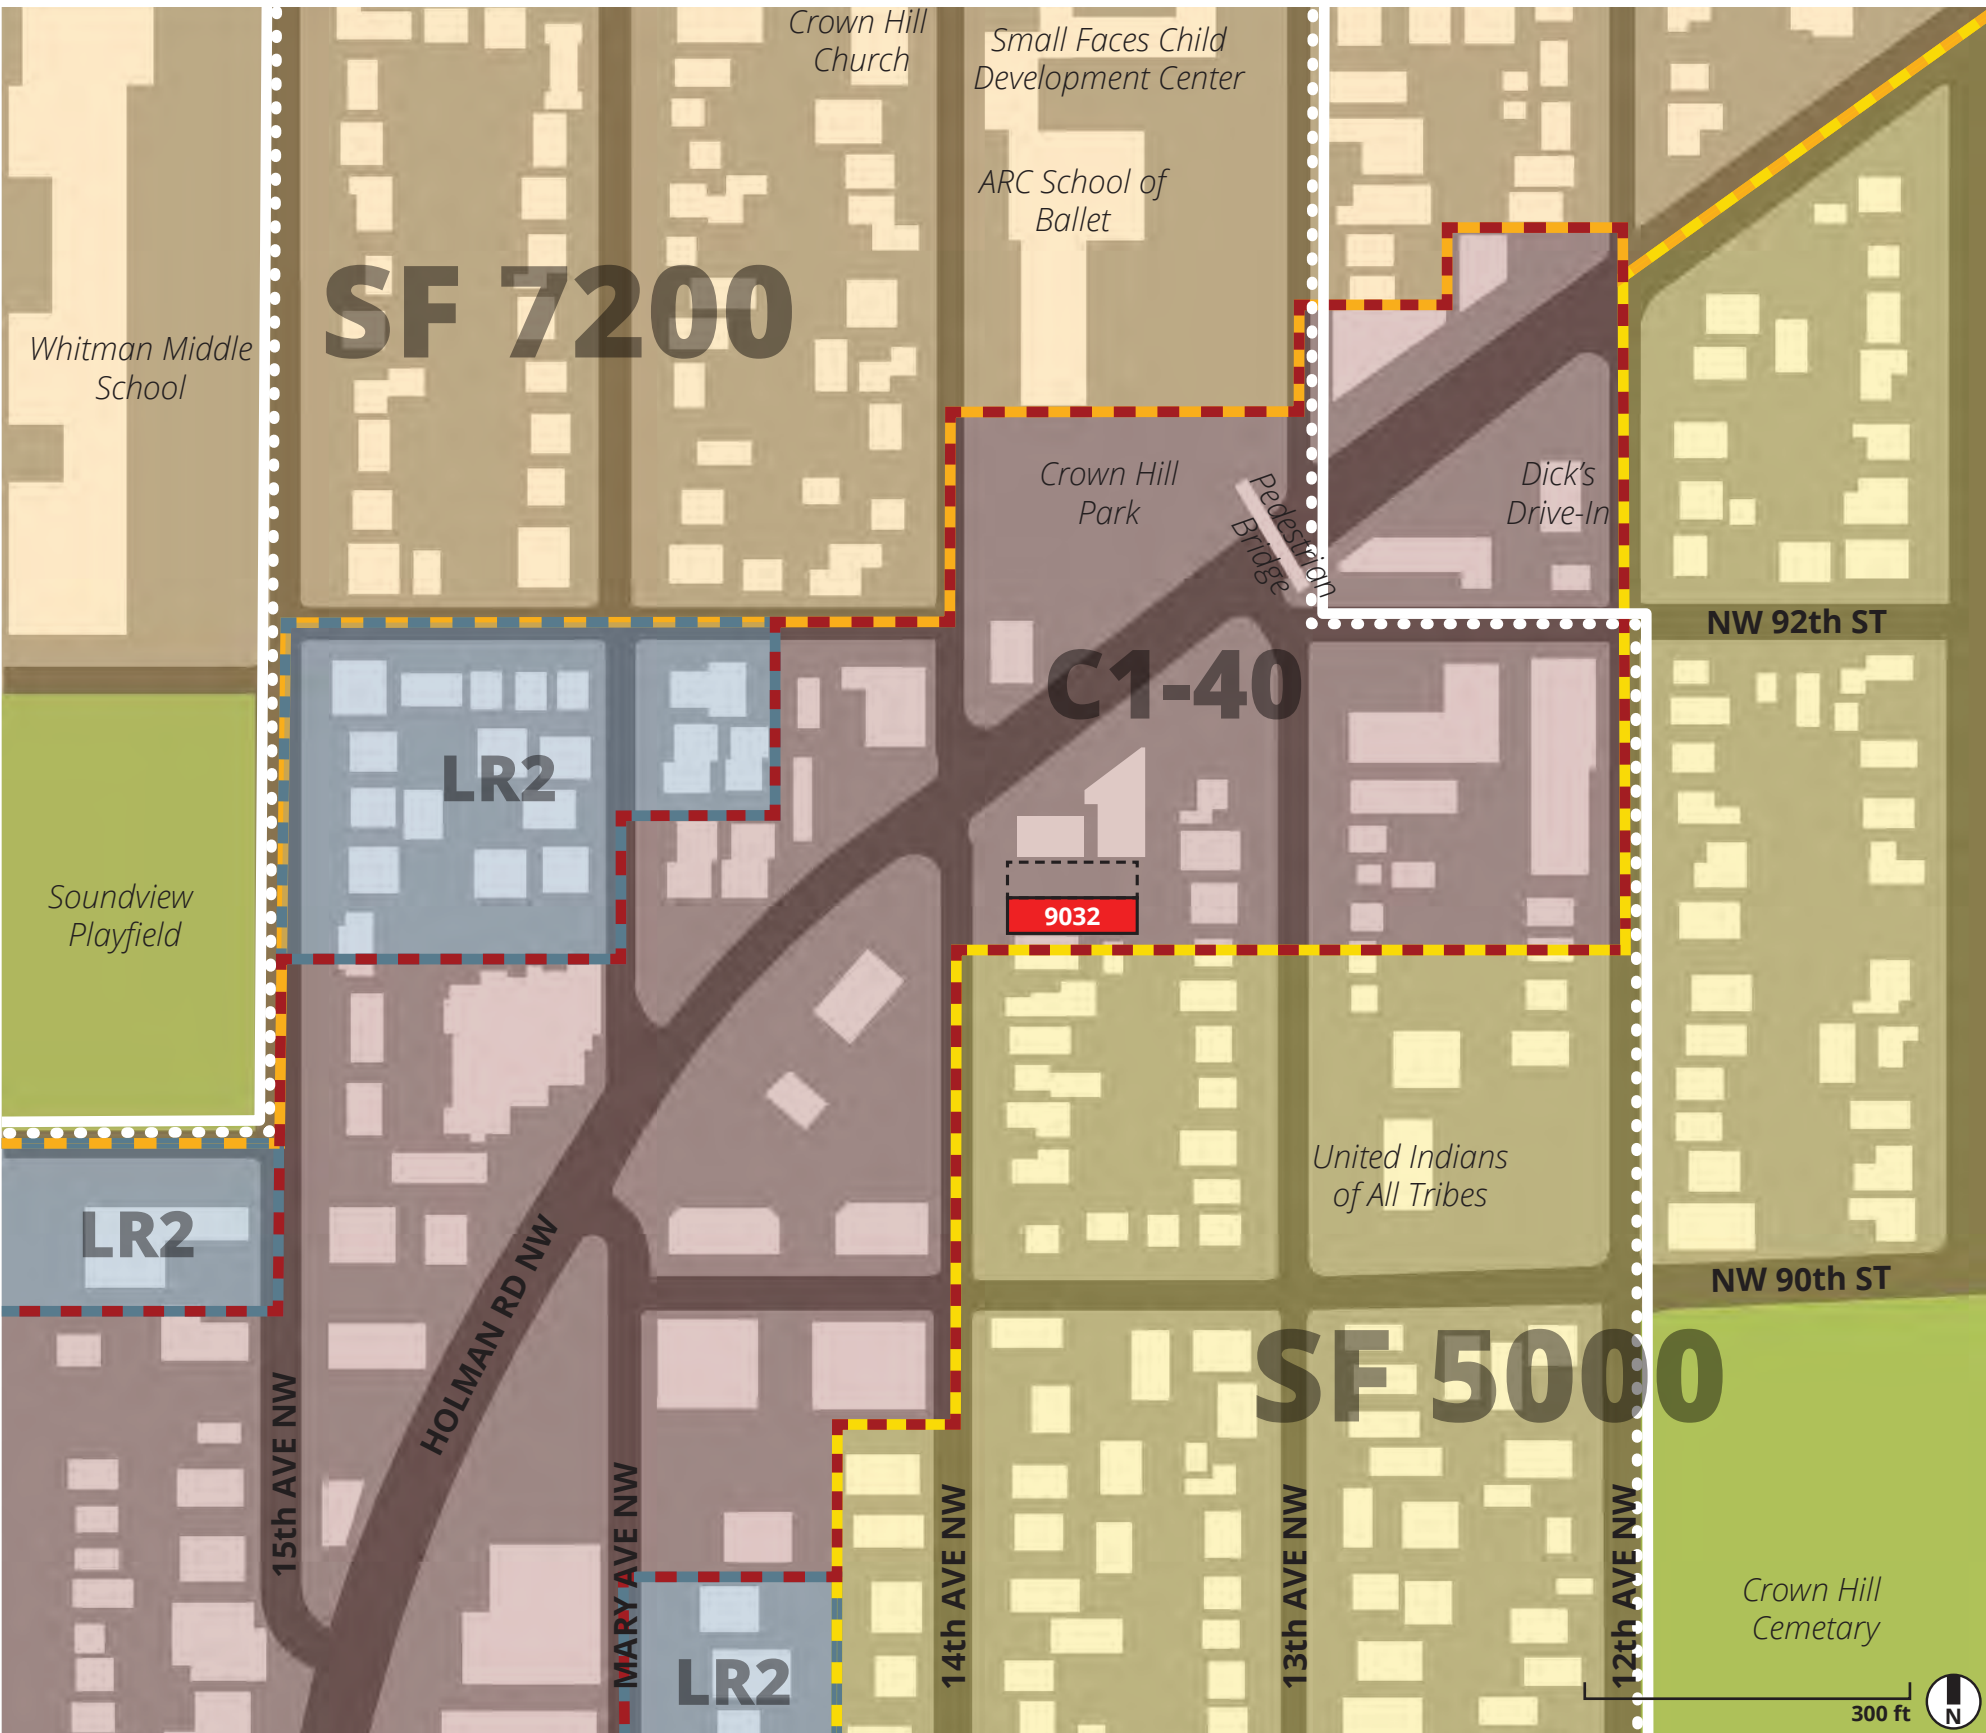 Crown Hill
Church
Small Faces Child
Development Center
ARC School of
Ballet
SF 7200
Whitman Middle
School
Crown Hill
Park
Pedestrian
Bridge
Dick's
Drive-In
NW 92th ST
C1-40
LR2
Soundview
Playfield
9032
United Indians
of All Tribes
LR2
NW 90th ST
HOLMAN RD NW
SF 5000
15th AVE NW
MARY AVE NW
14th AVE NW
13th AVE NW
12th AVE NW
Crown Hill
Cemetary
LR2
300 ft
N